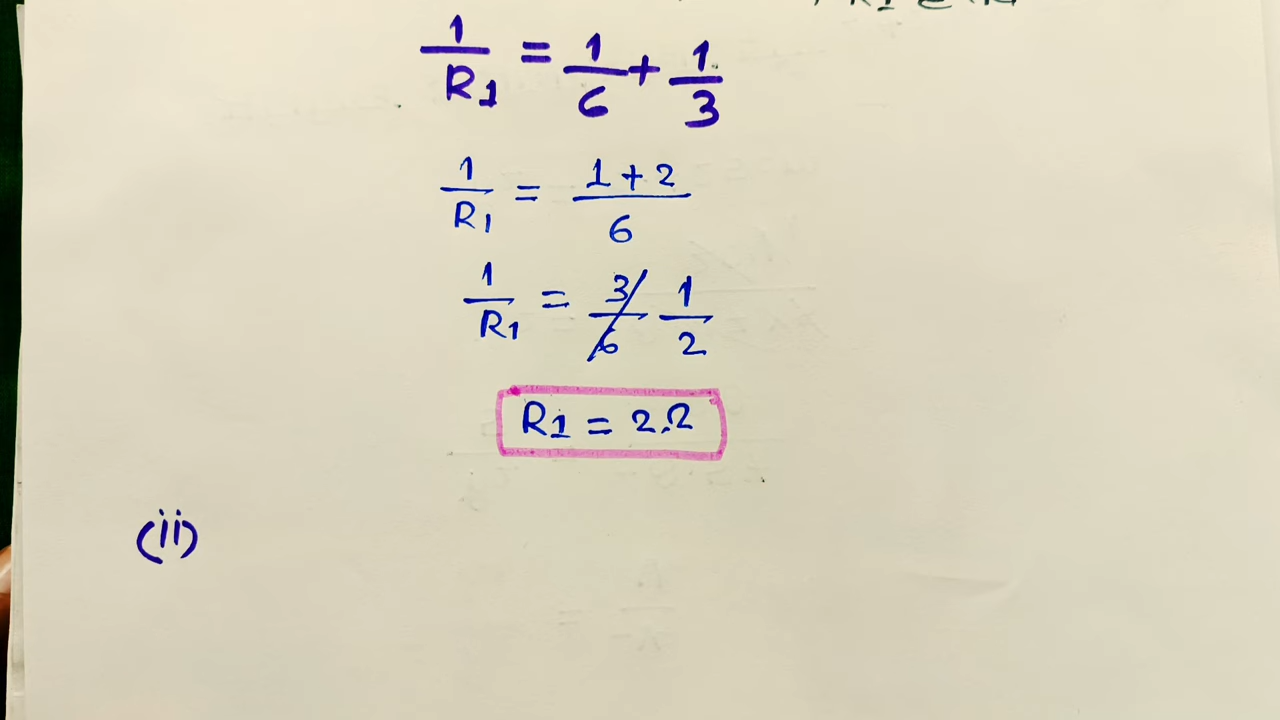 1/R1 = 1/6 + 1/3
1/R1 = 1+2/6
1/R1 = 3/6 1/2
R1 = 2Ω
(ii)